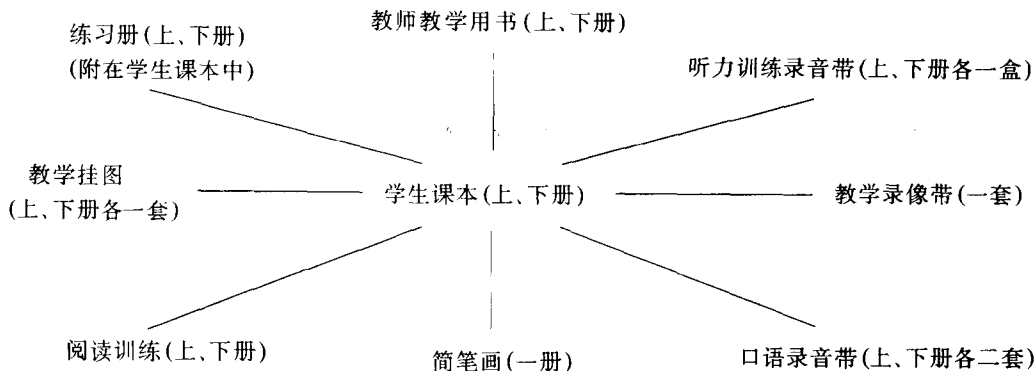 教师教学用书(上、下册)
练习册(上、下册)
(附在学生课本中)
听力训练录音带(上、下册各一盒)
教学挂图
(上、下册各一套)
学生课本(上、下册)
教学录像带(一套)
阅读训练(上、下册)
简笔画(一册)
口语录音带(上、下册各二套)